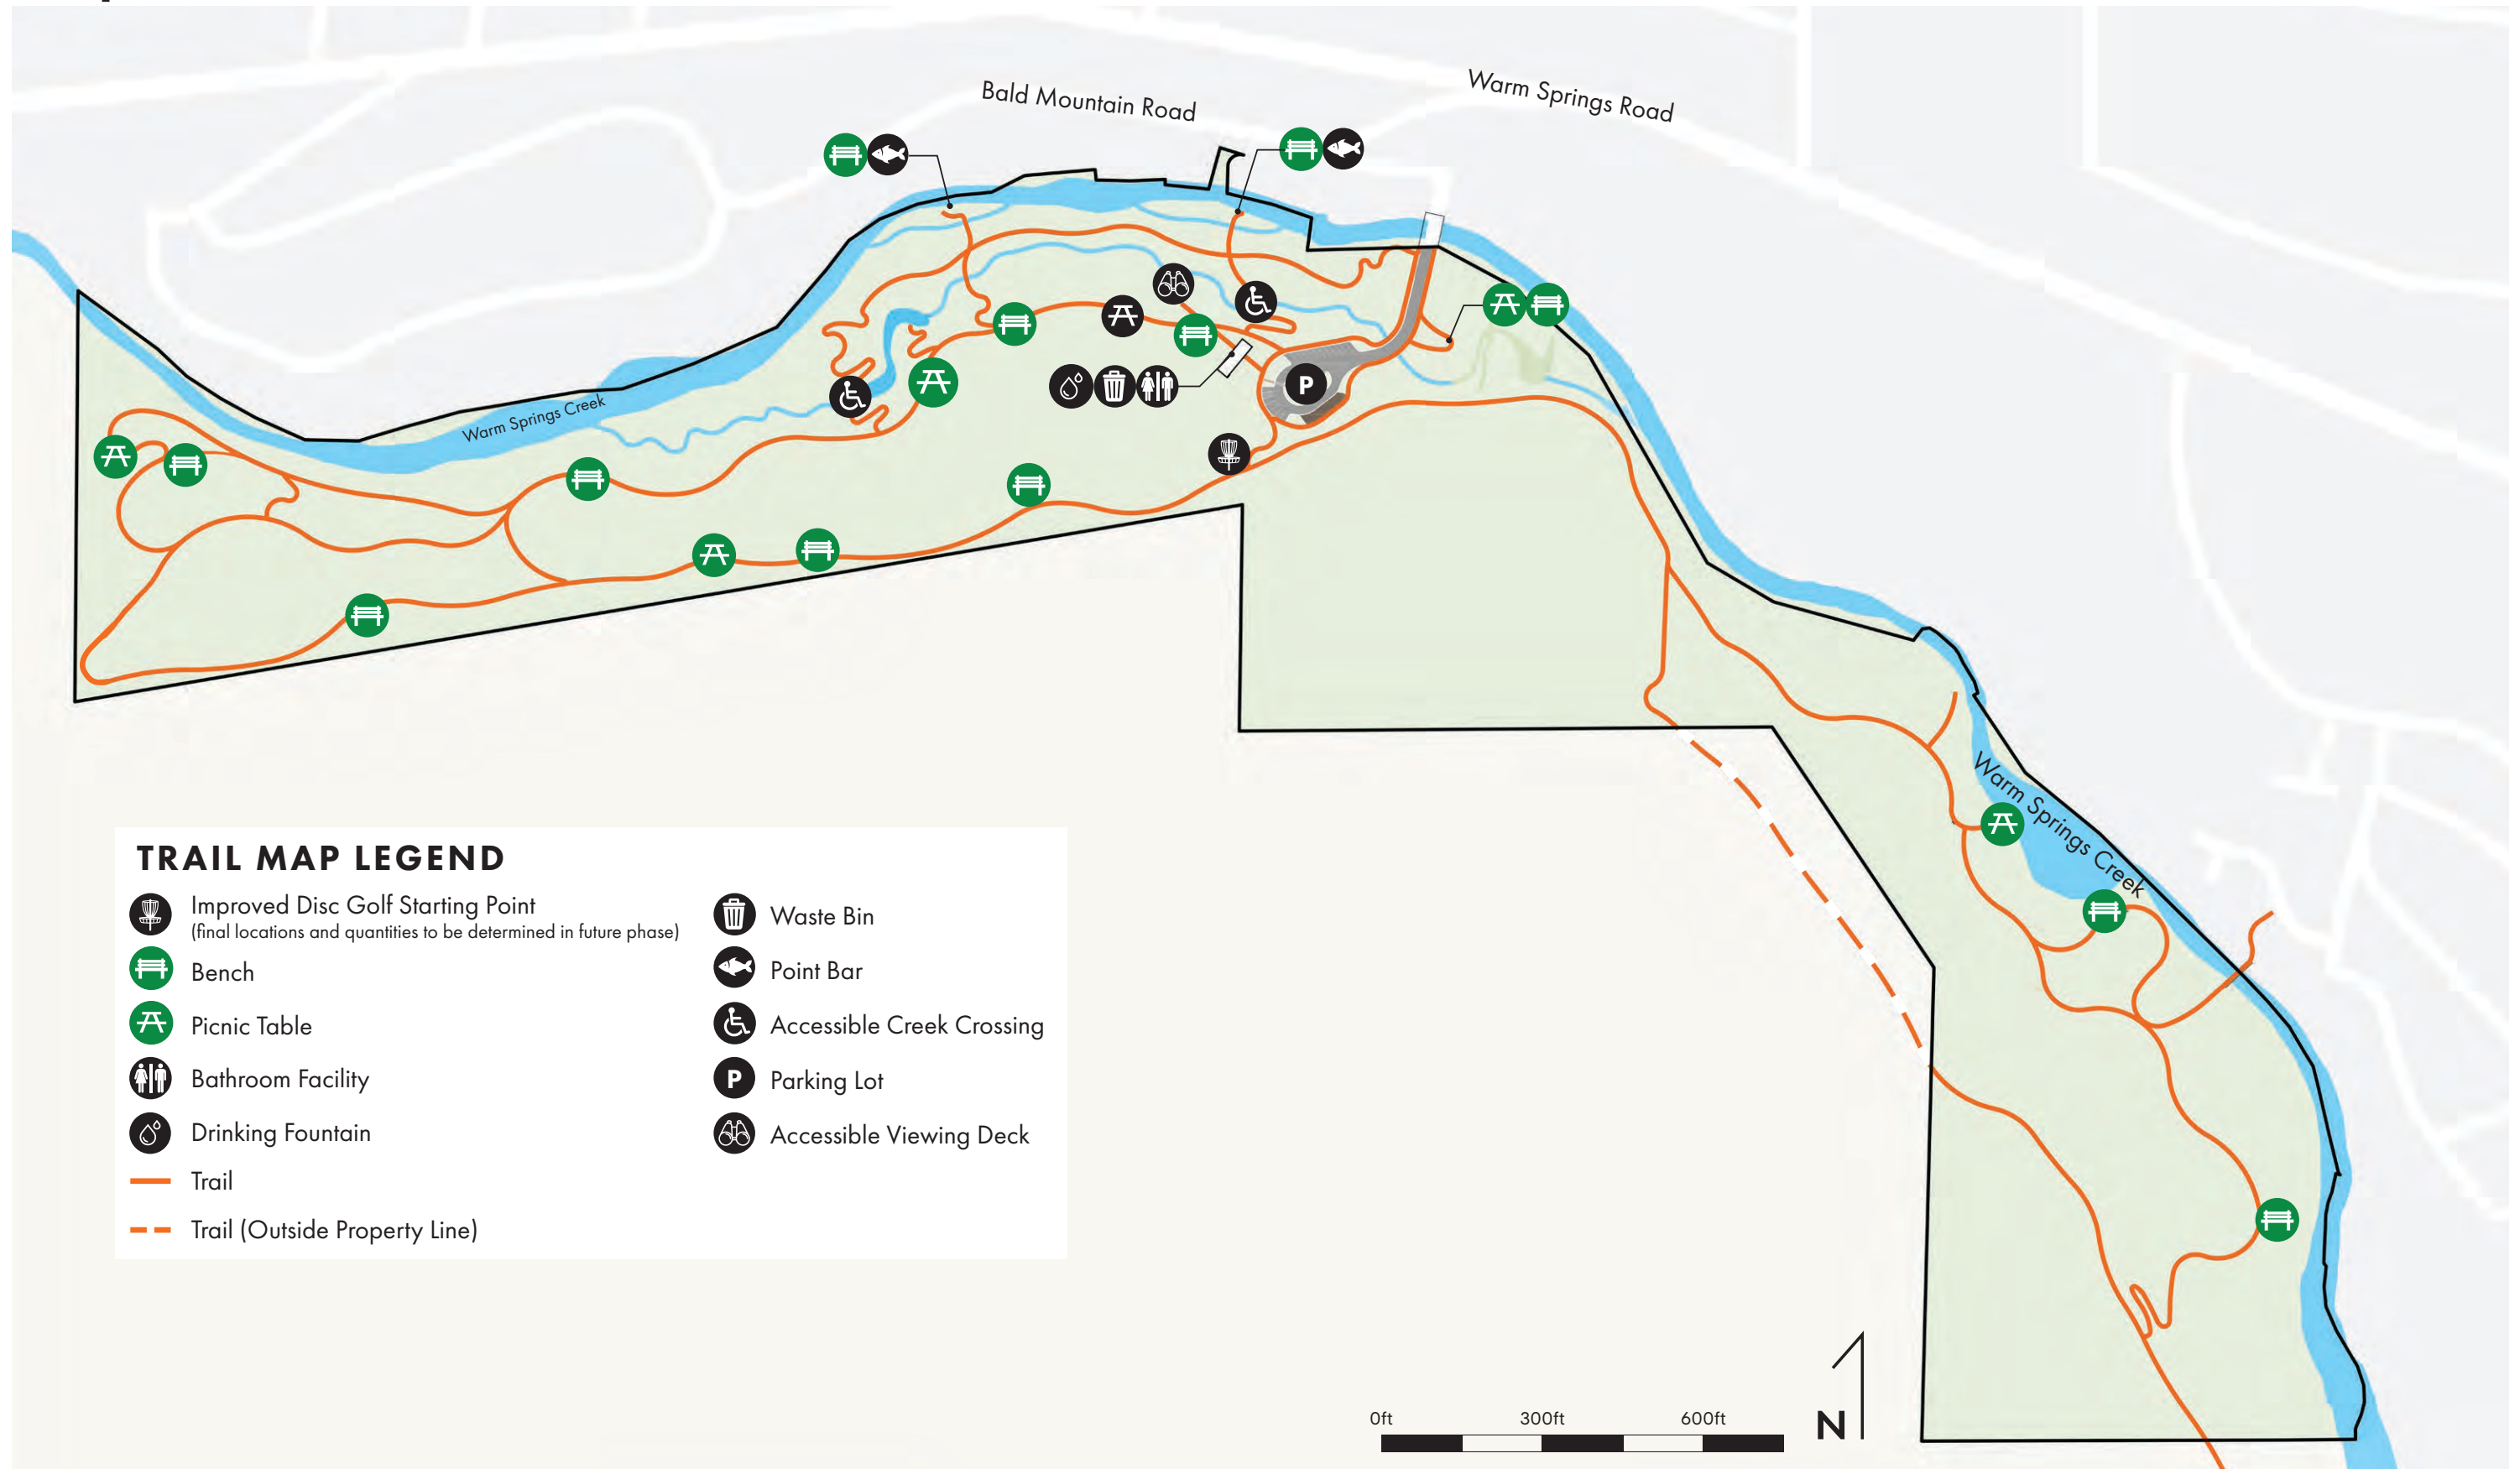 Bald Mountain Road
Warm Springs Road
Warm Springs Creek
P
Warm Springs Creek
TRAIL MAP LEGEND
Improved Disc Golf Starting Point
(final locations and quantities to be determined in future phase)
Bench
Picnic Table
Bathroom Facility
Drinking Fountain
Trail
Trail (Outside Property Line)
Waste Bin
Point Bar
Accessible Creek Crossing
P Parking Lot
Accessible Viewing Deck
0ft 300ft 600ft
N